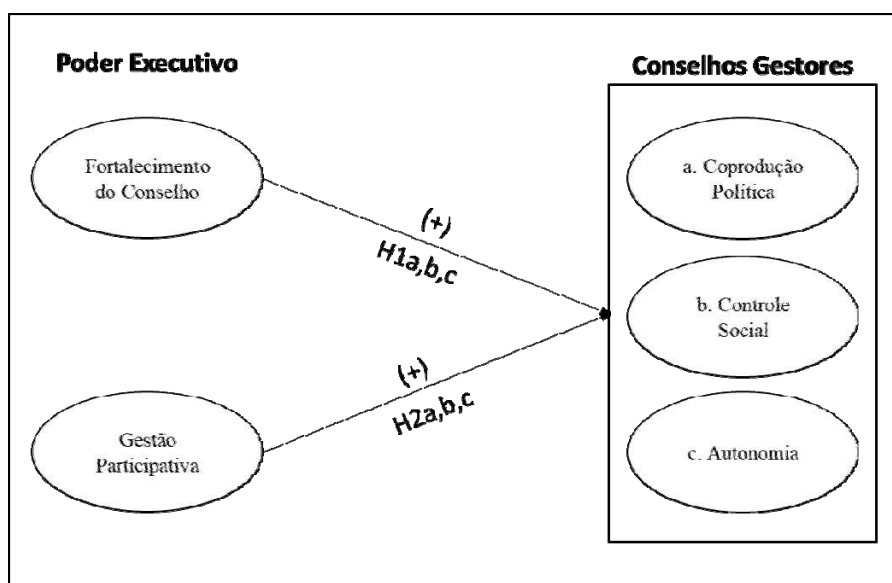 Poder Executivo
Fortalecimento
do Conselho
(+)
H1a,b,c
Gestão
Participativa
(+)
H2a,b,c
Conselhos Gestores
a. Coprodução
Política
b. Controle
Social
c. Autonomia